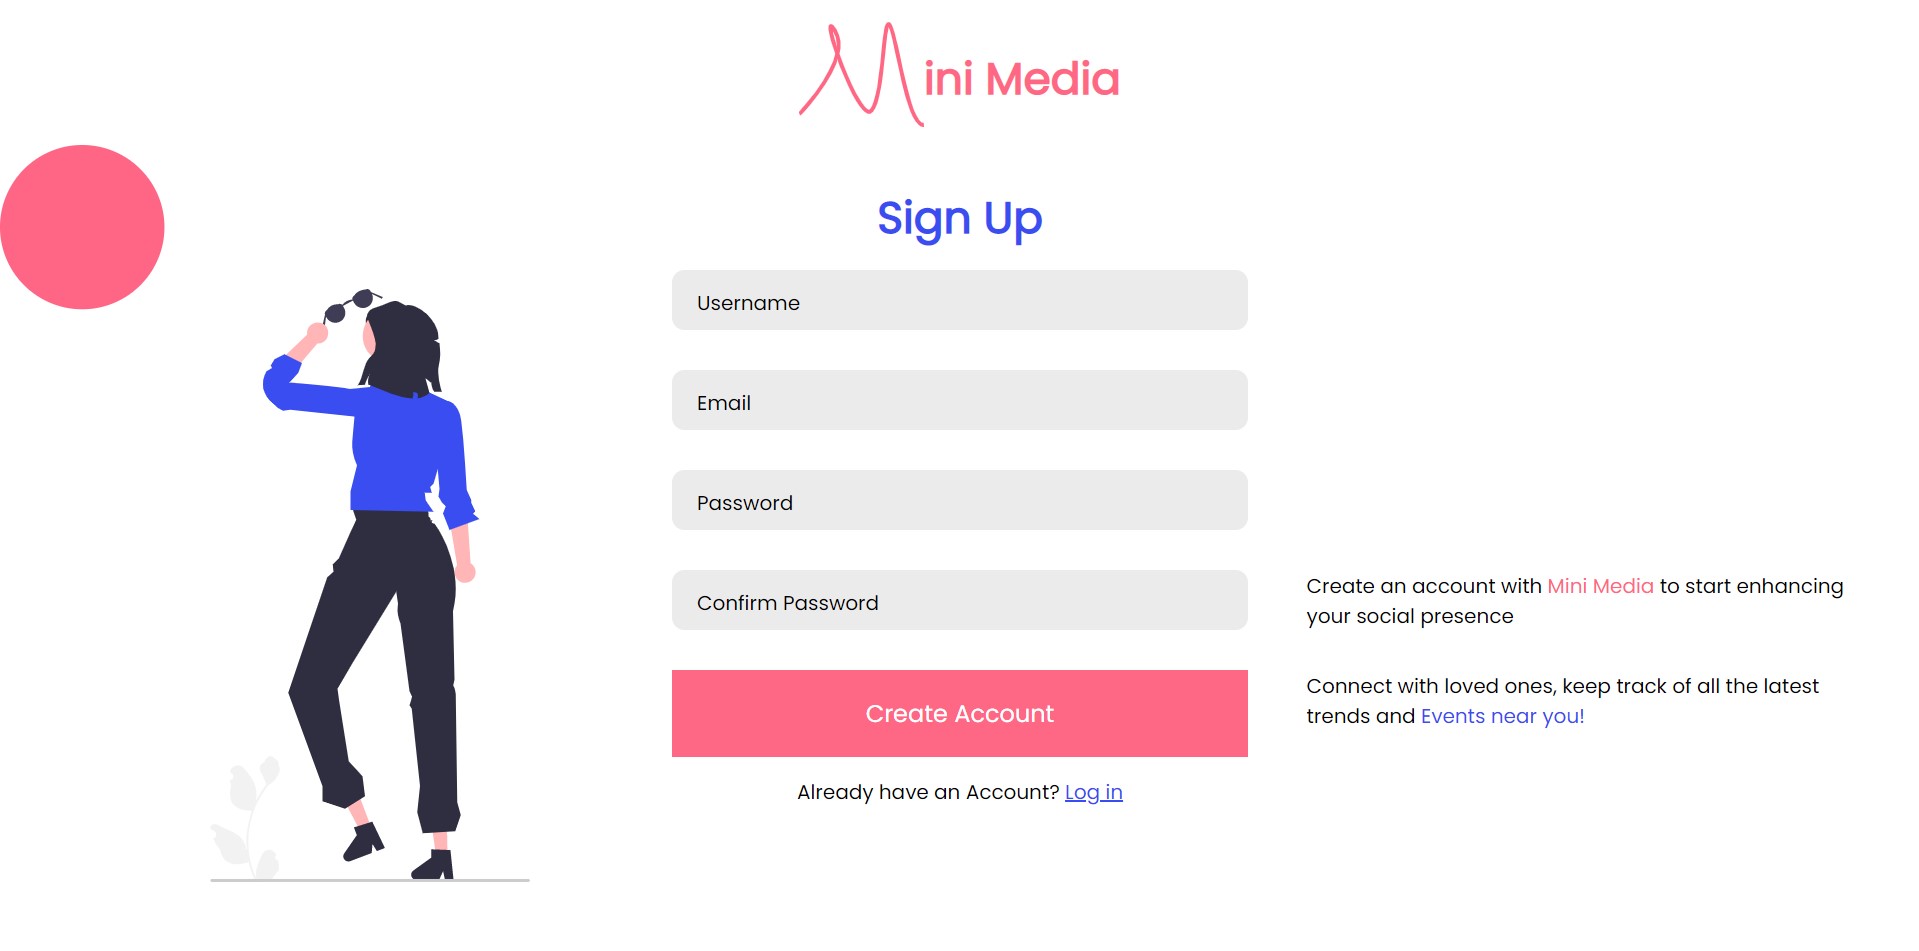 Mini Media
Sign Up
Username
Email
Password
Confirm Password
Create Account
Already have an Account? Log in
Create an account with Mini Media to start enhancing
your social presence
Connect with loved ones, keep track of all the latest
trends and Events near you!